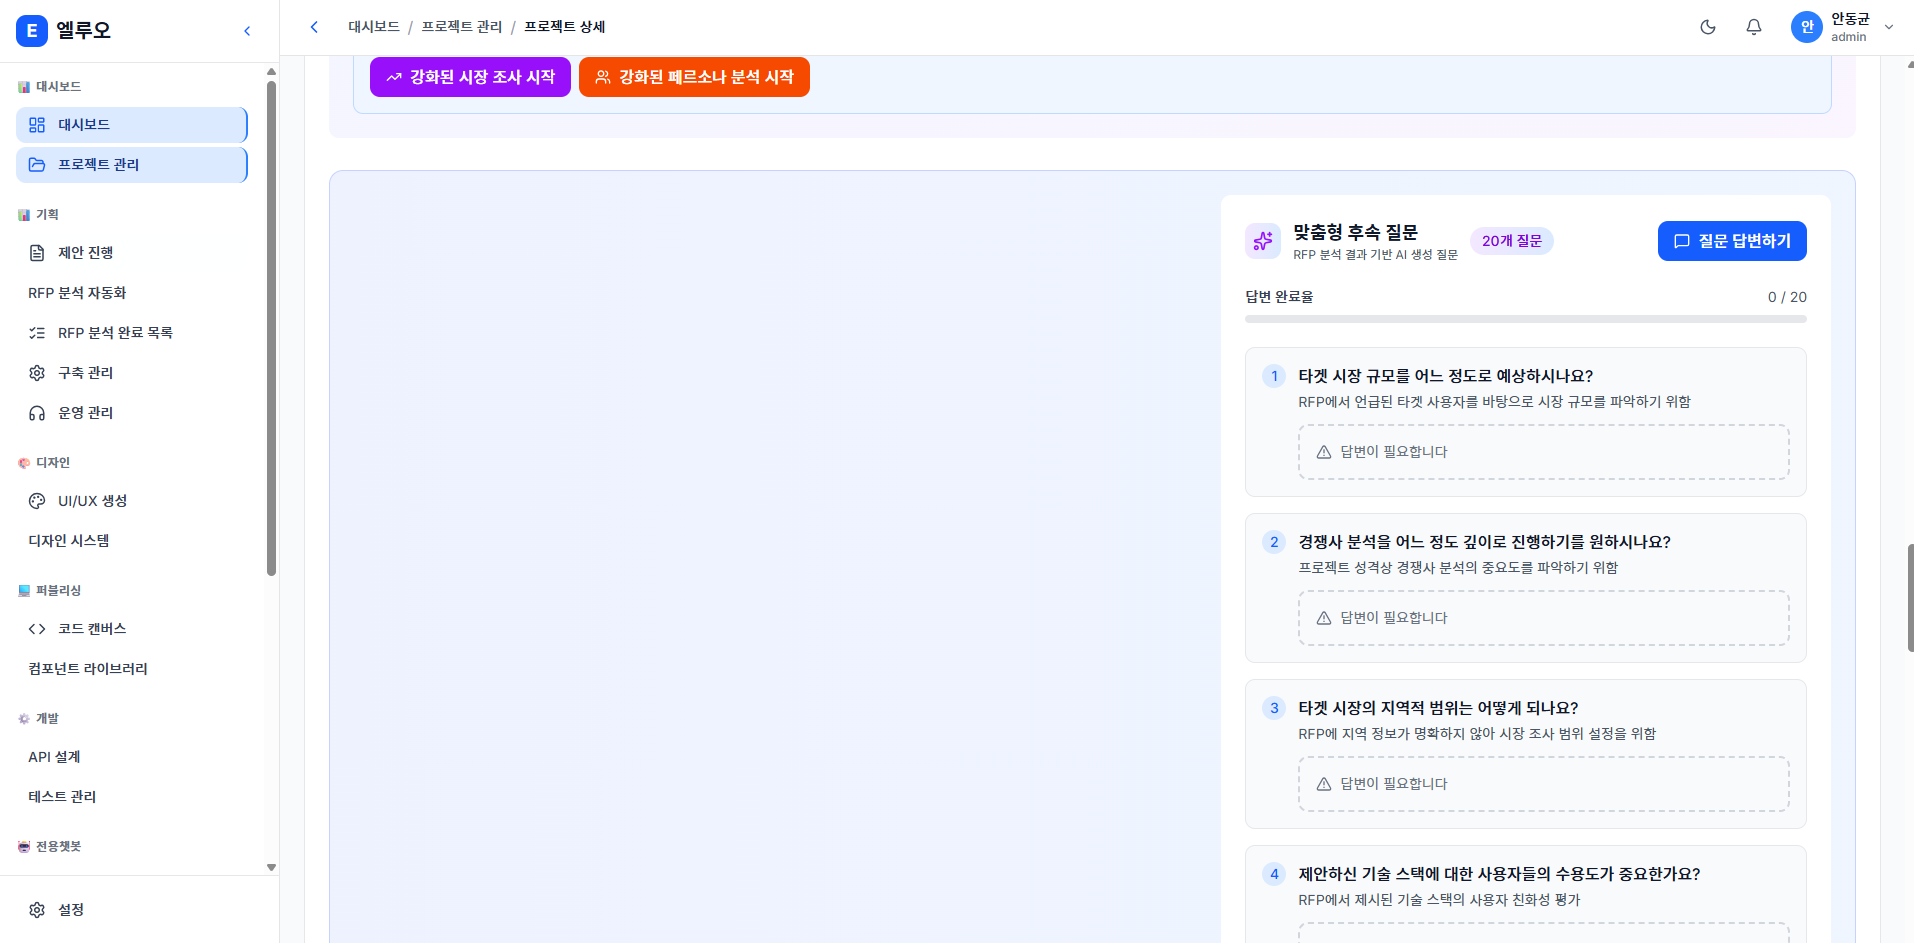 E 엘루오
대시보드 / 프로젝트 관리 / 프로젝트 상세
안
안동균
admin
대시보드
대시보드
프로젝트 관리
기획
제안 진행
RFP 분석 자동화
RFP 분석 완료 목록
구축 관리
운영 관리
디자인
UI/UX 생성
디자인 시스템
퍼블리싱
코드 캔버스
컴포넌트 라이브러리
개발
API 설계
테스트 관리
전용챗봇
설정
강화된 시장 조사 시작
강화된 페르소나 분석 시작
맞춤형 후속 질문
RFP 분석 결과 기반 AI 생성 질문
20개 질문
질문 답변하기
답변 완료율
0 / 20
1 타겟 시장 규모를 어느 정도로 예상하시나요?
RFP에서 언급된 타겟 사용자를 바탕으로 시장 규모를 파악하기 위함
답변이 필요합니다
2 경쟁사 분석을 어느 정도 깊이로 진행하기를 원하시나요?
프로젝트 성격상 경쟁사 분석의 중요도를 파악하기 위함
답변이 필요합니다
3 타겟 시장의 지역적 범위는 어떻게 되나요?
RFP에 지역 정보가 명확하지 않아 시장 조사 범위 설정을 위함
답변이 필요합니다
4 제안하신 기술 스택에 대한 사용자들의 수용도가 중요한가요?
RFP에서 제시된 기술 스택의 사용자 친화성 평가